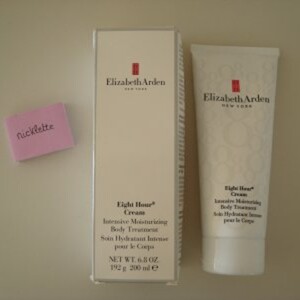 nicklette
Elizabeth Arden
NEW YORK
Eight Hour®
Cream
Intensive Moisturizing
Body Treatment
Soin Hydratant Intense
pour le Corps
NET WT. 6.8 OZ.
192 g 200 ml ℮
Elizabeth Arden
NEW YORK
Eight Hour®
Cream
Intensive Moisturizing
Body Treatment
Soin Hydratant Intense
pour le Corps